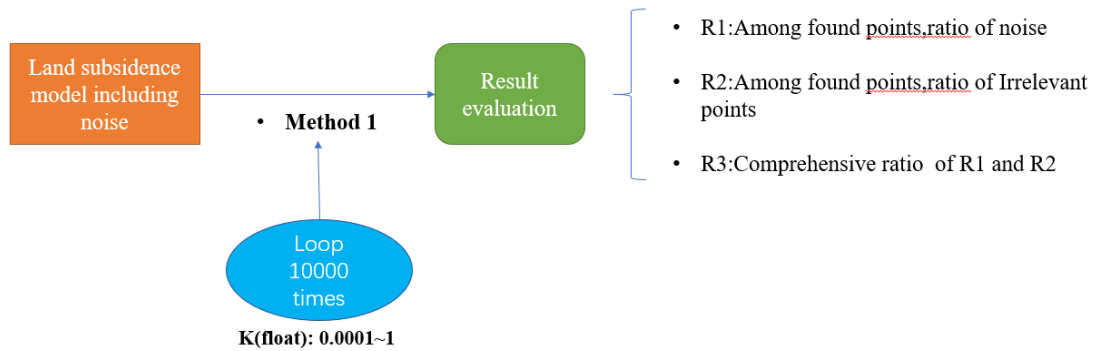 Land subsidence
model including
noise
• Method 1
Result
evaluation
• R1:Among found points,ratio of noise
• R2:Among found points,ratio of Irrelevant
points
• R3:Comprehensive ratio of R1 and R2
Loop
10000
times
K(float): 0.0001~1